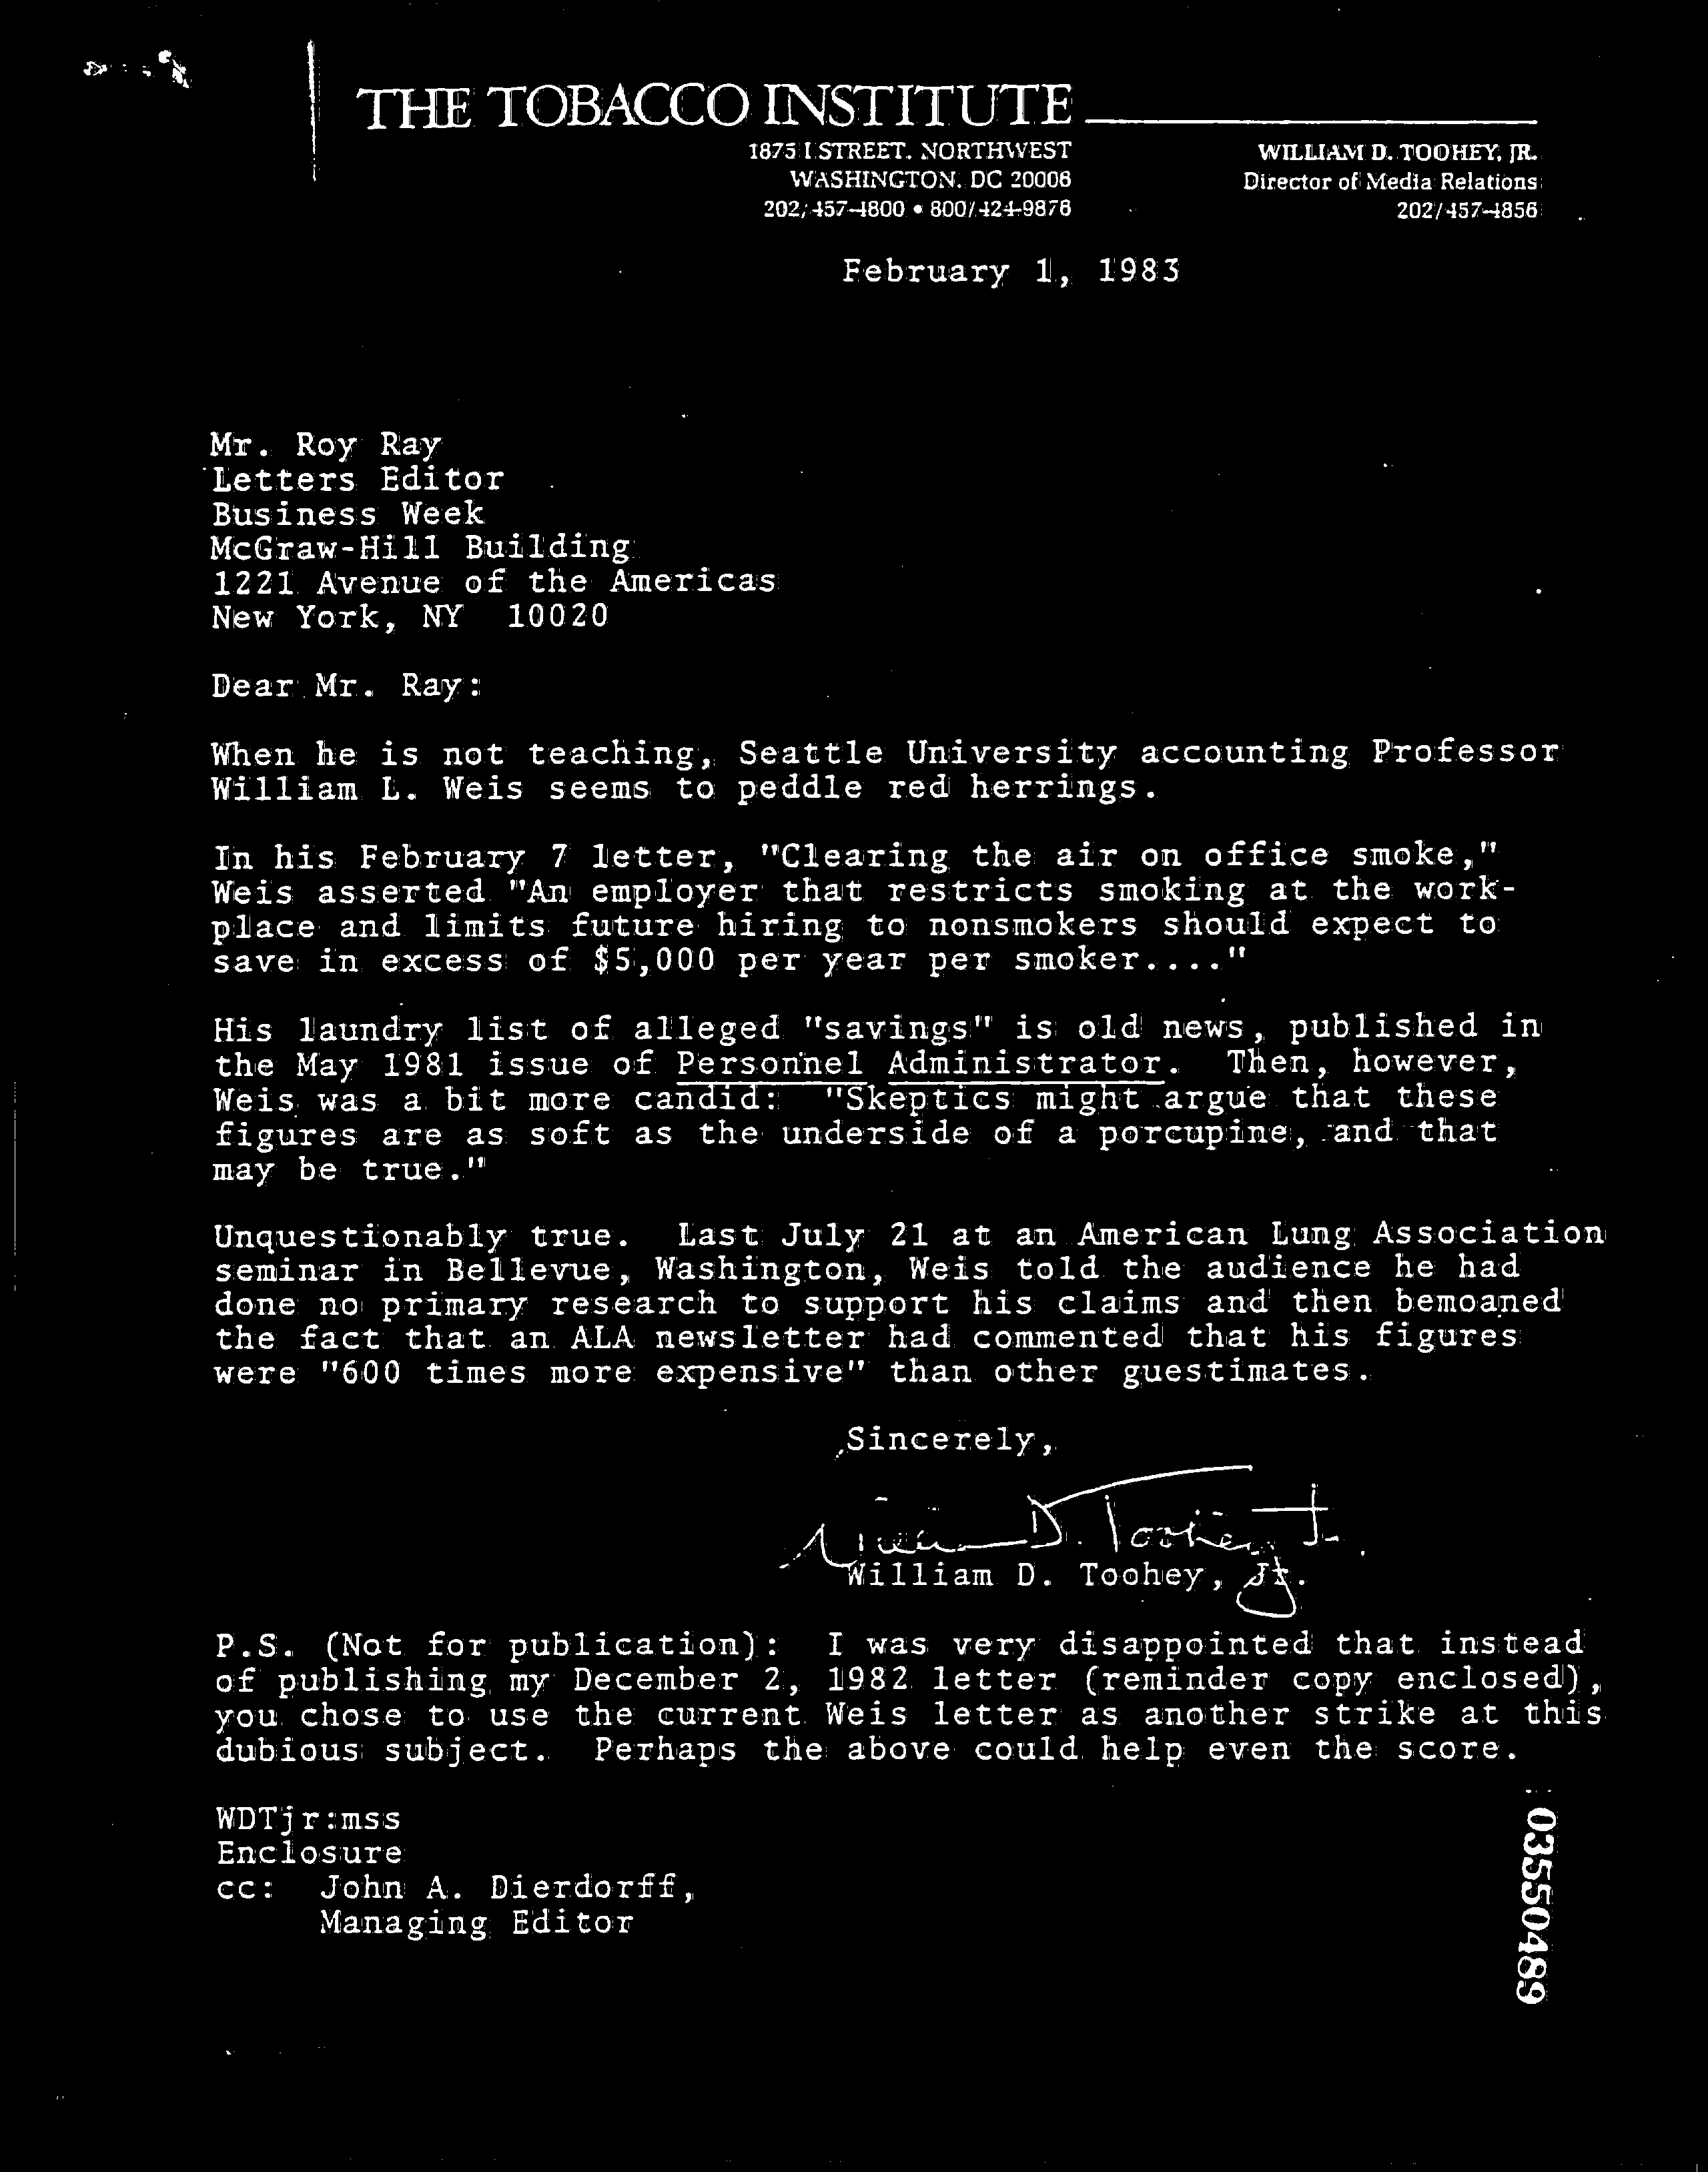 THE TOBACCO INSTITUTE
1875 I STREET, NORTHWEST
WASHINGTON, DC 20006
202/457-4800 • 800/424-9876
WILLIAM D. TOOHEY, JR.
Director of Media Relations
202/457-4856
February 1, 1983
Mr. Roy Ray
Letters Editor
Business Week
McGraw-Hill Building
1221 Avenue of the Americas
New York, NY 10020
Dear Mr. Ray:
When he is not teaching, Seattle University accounting Professor
William L. Weis seems to peddle red herrings.
In his February 7 letter, "Clearing the air on office smoke,"
Weis asserted "An employer that restricts smoking at the work-
place and limits future hiring to nonsmokers should expect to
save in excess of $5,000 per year per smoker...."
His laundry list of alleged "savings" is old news, published in
the May 1981 issue of Personnel Administrator. Then, however,
Weis was a bit more candid: "Skeptics might argue that these
figures are as soft as the underside of a porcupine, and that
may be true."
Unquestionably true. Last July 21 at an American Lung Association
seminar in Bellevue, Washington, Weis told the audience he had
done no primary research to support his claims and then bemoaned
the fact that an ALA newsletter had commented that his figures
were "600 times more expensive" than other guestimates.
Sincerely,
William D. Toohey Jr.
William D. Toohey, Jr.
P.S. (Not for publication): I was very disappointed that instead
of publishing my December 2, 1982 letter (reminder copy enclosed),
you chose to use the current Weis letter as another strike at this
dubious subject. Perhaps the above could help even the score.
WDTjr:mss
Enclosure
cc: John A. Dierdorff,
Managing Editor
03550489